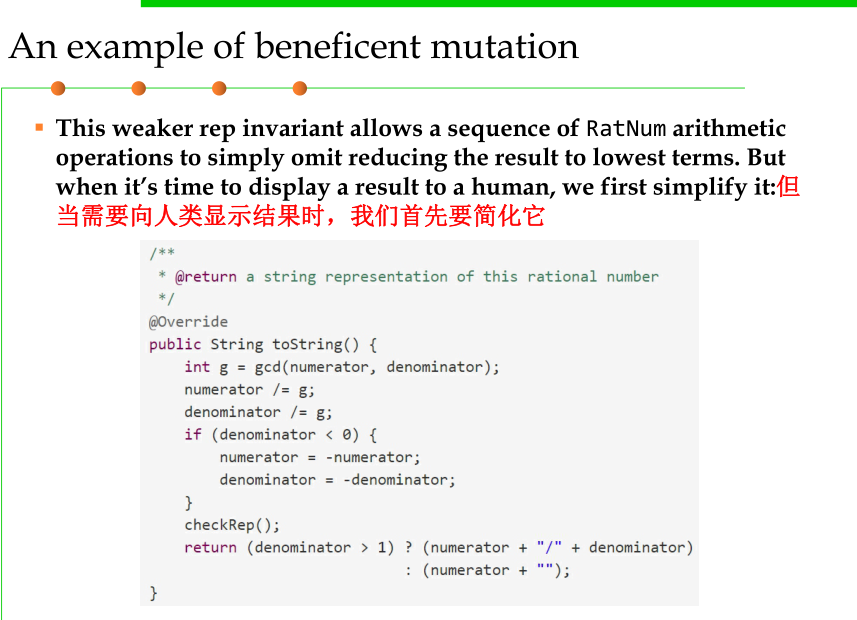 An example of beneficent mutation
This weaker rep invariant allows a sequence of RatNum arithmetic
operations to simply omit reducing the result to lowest terms. But
when it’s time to display a result to a human, we first simplify it:但
当需要向人类显示结果时，我们首先要简化它
/**
 * @return a string representation of this rational number
 */
@Override
public String toString() {
    int g = gcd(numerator, denominator);
    numerator /= g;
    denominator /= g;
    if (denominator < 0) {
        numerator = -numerator;
        denominator = -denominator;
    }
    checkRep();
    return (denominator > 1) ? (numerator + "/" + denominator)
                             : (numerator + "");
}